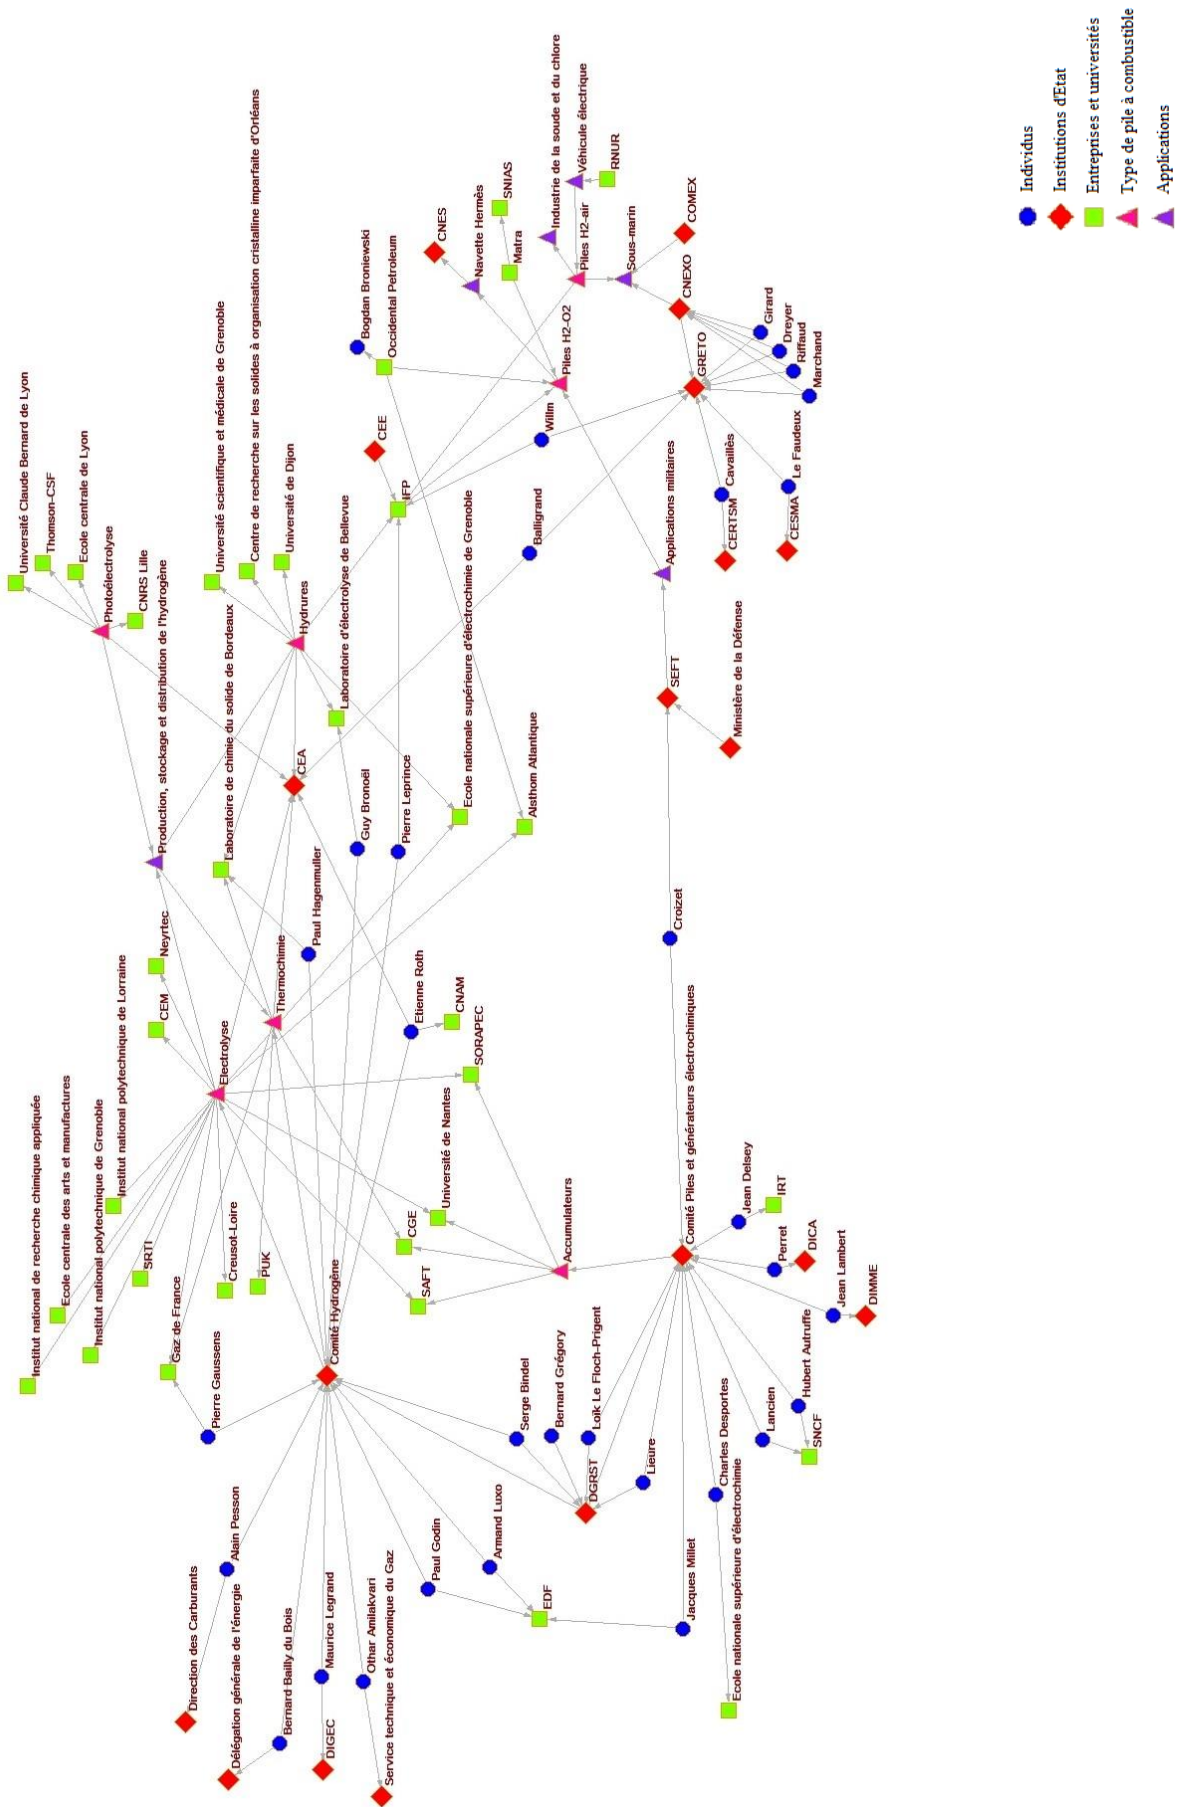 Université Claude Bernard de Lyon
Thomson-CSF
Ecole centrale de Lyon
Photoélectrolyse
CNRS Lille
Production, stockage et distribution de l'hydrogène
Université scientifique et médicale de Grenoble
Centre de recherche sur les solides à organisation cristalline imparfaite d'Orléans
Université de Dijon
Hydrures
Laboratoire de chimie du solide de Bordeaux
Laboratoire d'électrolyse de Bellevue
CEA
Guy Bronoël
Pierre Leprince
Ecole nationale supérieure d'électrochimie de Grenoble
Alsthom Atlantique
Bogdan Broniewski
Occidental Petroleum
CEE
IFP
CNES
Navette Hermès
SNIAS
Matra
Industrie de la soude et du chlore
Véhicule électrique
RNUR
Piles H2-air
Sous-marin
COMEX
CNEXO
Piles H2-O2
Willm
Balligrand
GRETO
Girard
Dreyer
Riffaud
Marchand
Cavaillès
CERTSM
Le Faudeux
CESMA
Applications militaires
SEFT
Ministère de la Défense
Croizet
Neyrtec
CEM
Institut national polytechnique de Lorraine
Electrolyse
Thermochimie
Paul Hagenmuller
Etienne Roth
CNAM
SORAPEC
Institut national de recherche chimique appliquée
Ecole centrale des arts et manufactures
Institut national polytechnique de Grenoble
SRTI
Gaz de France
Creusot-Loire
PUK
Université de Nantes
CGE
SAFT
Accumulateurs
Comité Hydrogène
Pierre Gaussens
Comité Piles et générateurs électrochimiques
Jean Delsey
IRT
Perret
DICA
Jean Lambert
DIMME
Hubert Autruffe
Lancien
SNCF
Charles Desportes
Ecole nationale supérieure d'électrochimie
Serge Bindel
Bernard Grégory
Loïk Le Floch-Prigent
DGRST
Lieure
Jacques Millet
Armand Luxo
Paul Godin
EDF
Alain Pesson
Direction des Carburants
Délégation générale de l'énergie
Bernard Bailly du Bois
Maurice Legrand
DIGEC
Othar Amilakvari
Service technique et économique du Gaz
Individus
Institutions d'Etat
Entreprises et universités
Type de pile à combustible
Applications